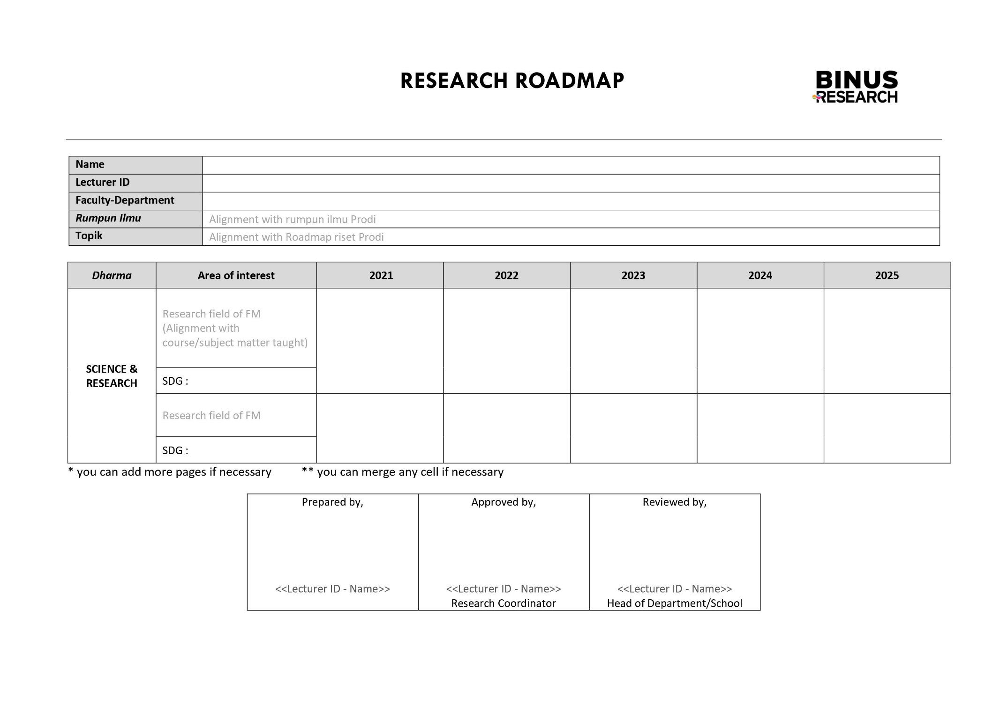 RESEARCH ROADMAP
BINUS
RESEARCH
Name
Lecturer ID
Faculty-Department
Rumpun Ilmu
Alignment with rumpun ilmu Prodi
Topik
Alignment with Roadmap riset Prodi
Dharma
Area of interest
2021
2022
2023
2024
2025
SCIENCE &
RESEARCH
Research field of FM
(Alignment with
course/subject matter taught)
SDG :
Research field of FM
SDG :
* you can add more pages if necessary
** you can merge any cell if necessary
Prepared by,
<<Lecturer ID - Name>>
Approved by,
<<Lecturer ID - Name>>
Research Coordinator
Reviewed by,
<<Lecturer ID - Name>>
Head of Department/School